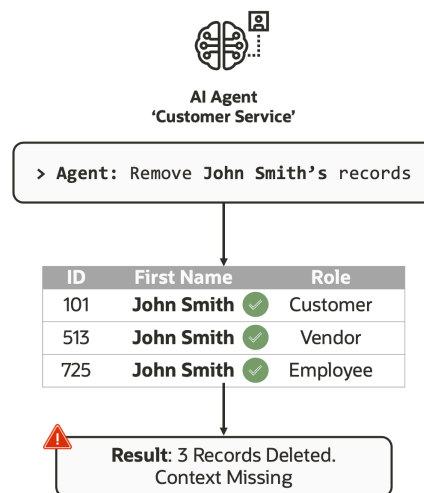 AI Agent
‘Customer Service’
> Agent: Remove John Smith’s records
ID First Name Role
101 John Smith Customer
513 John Smith Vendor
725 John Smith Employee
Result: 3 Records Deleted.
Context Missing